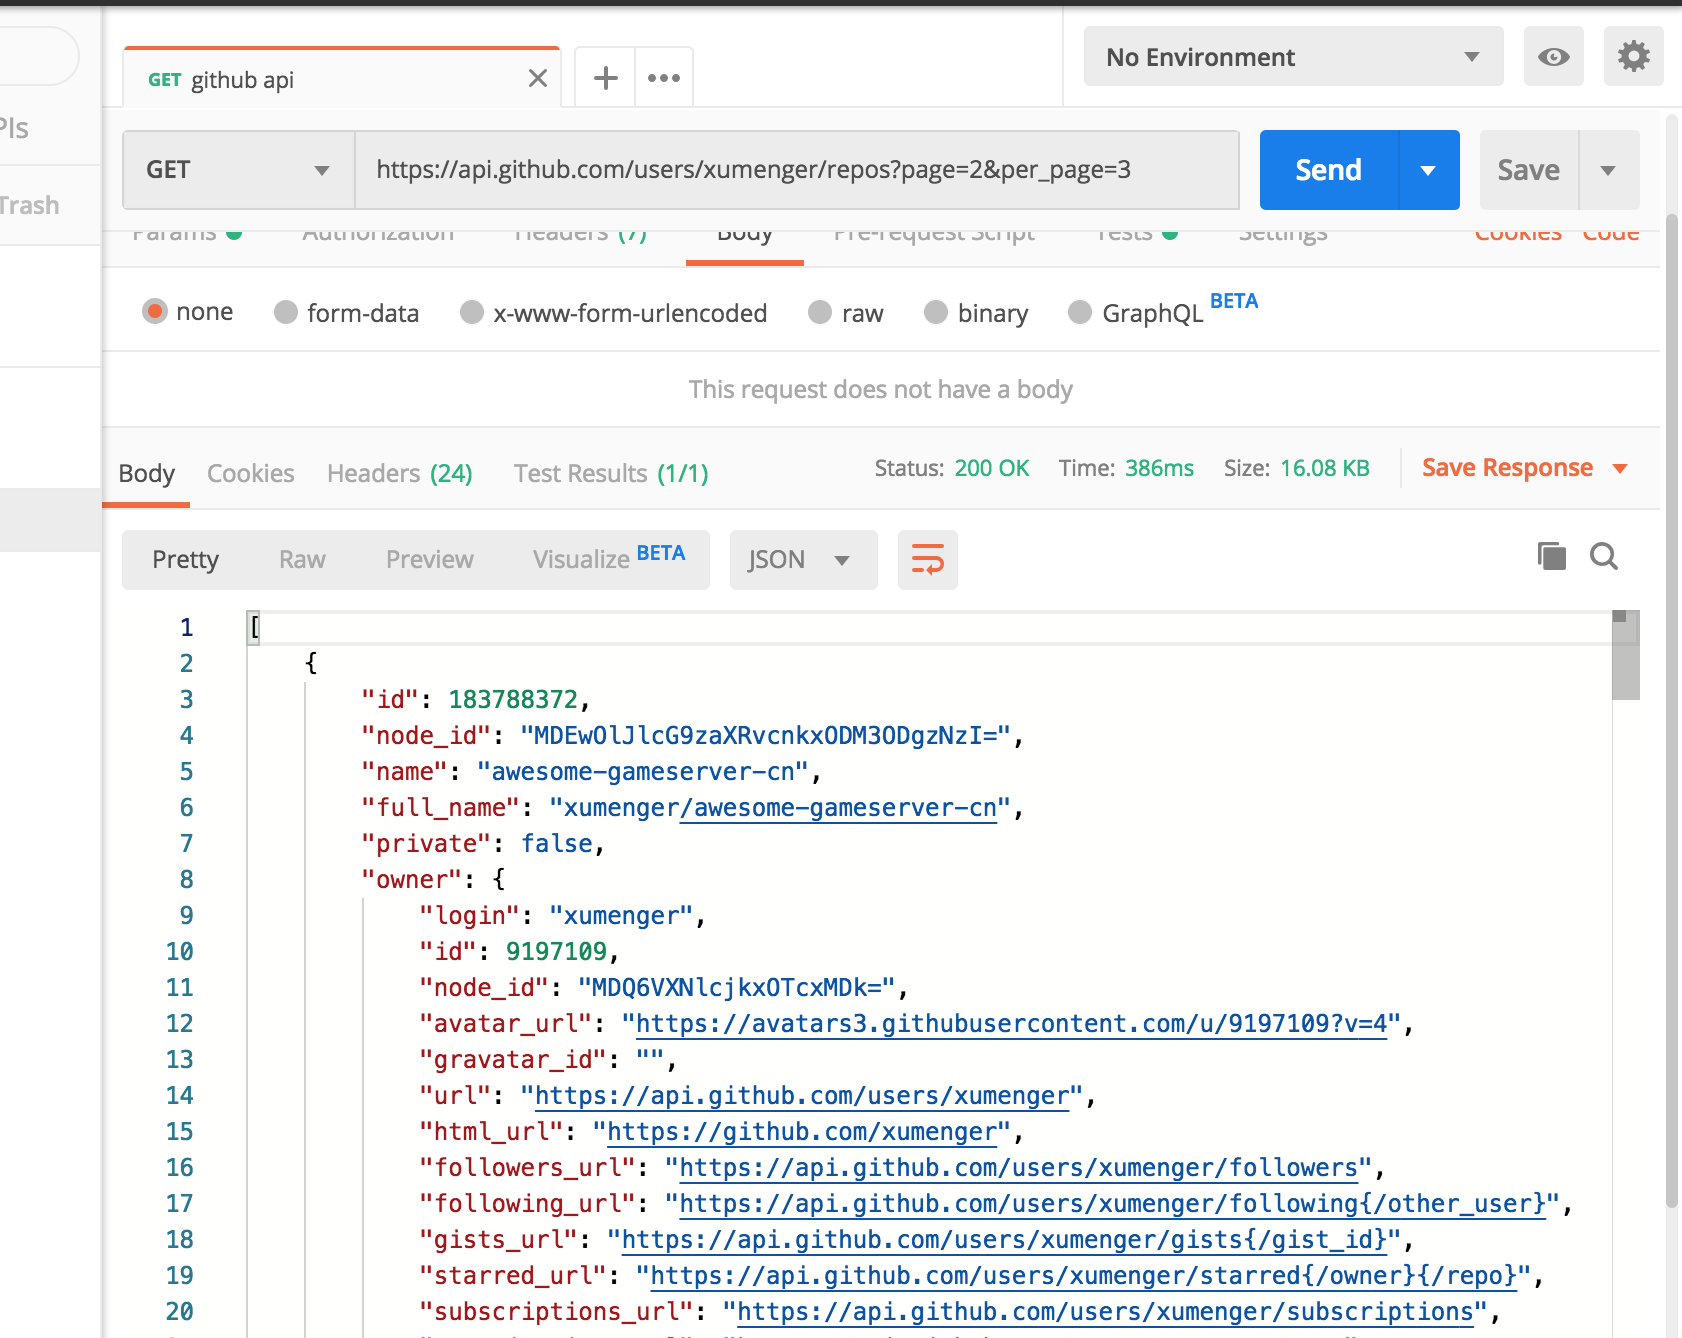 GET github api
No Environment
PIs
GET https://api.github.com/users/xumenger/repos?page=2&per_page=3 Send Save
Trash
Params Authorization Headers (7) Body Pre-request Script Tests Settings Cookies Code
none form-data x-www-form-urlencoded raw binary GraphQL BETA
This request does not have a body
Body Cookies Headers (24) Test Results (1/1) Status: 200 OK Time: 386ms Size: 16.08 KB Save Response
Pretty Raw Preview Visualize BETA JSON
1 [
2 {
3 "id": 183788372,
4 "node_id": "MDEwOlJlcG9zaXRvcnkxODM3ODgzNzI=",
5 "name": "awesome-gameserver-cn",
6 "full_name": "xumenger/awesome-gameserver-cn",
7 "private": false,
8 "owner": {
9 "login": "xumenger",
10 "id": 9197109,
11 "node_id": "MDQ6VXNlcjkxOTcxMDk=",
12 "avatar_url": "https://avatars3.githubusercontent.com/u/9197109?v=4",
13 "gravatar_id": "",
14 "url": "https://api.github.com/users/xumenger",
15 "html_url": "https://github.com/xumenger",
16 "followers_url": "https://api.github.com/users/xumenger/followers",
17 "following_url": "https://api.github.com/users/xumenger/following{/other_user}",
18 "gists_url": "https://api.github.com/users/xumenger/gists{/gist_id}",
19 "starred_url": "https://api.github.com/users/xumenger/starred{/owner}{/repo}",
20 "subscriptions_url": "https://api.github.com/users/xumenger/subscriptions",